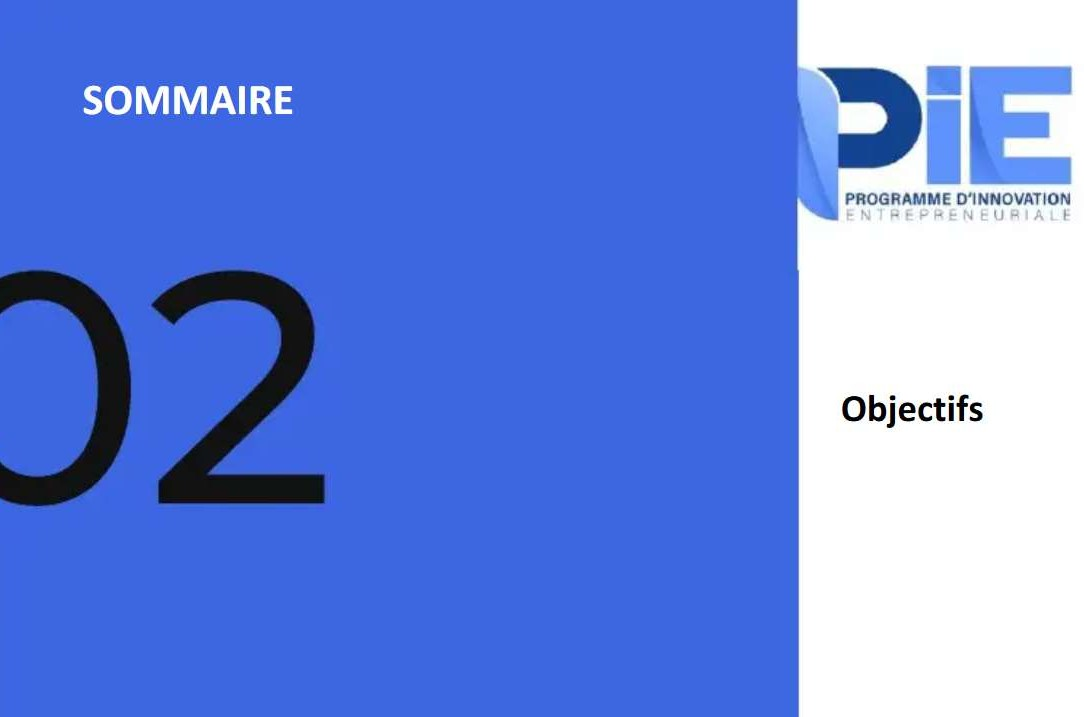 SOMMAIRE
PiE
PROGRAMME D'INNOVATION
ENTREPRENEURIALE
02
Objectifs